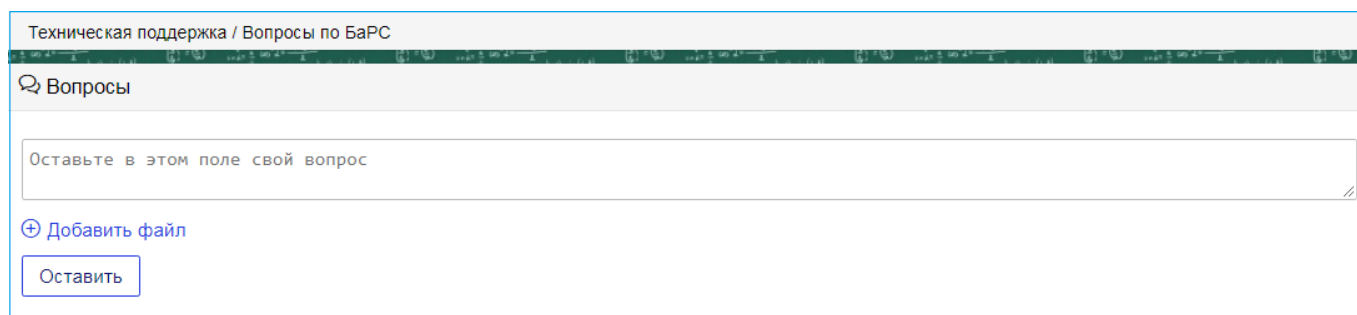 Техническая поддержка / Вопросы по БаРС
Вопросы
Оставьте в этом поле свой вопрос
Добавить файл
Оставить